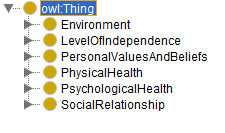 owl:Thing
Environment
LevelOfIndependence
PersonalValuesAndBeliefs
PhysicalHealth
PsychologicalHealth
SocialRelationship